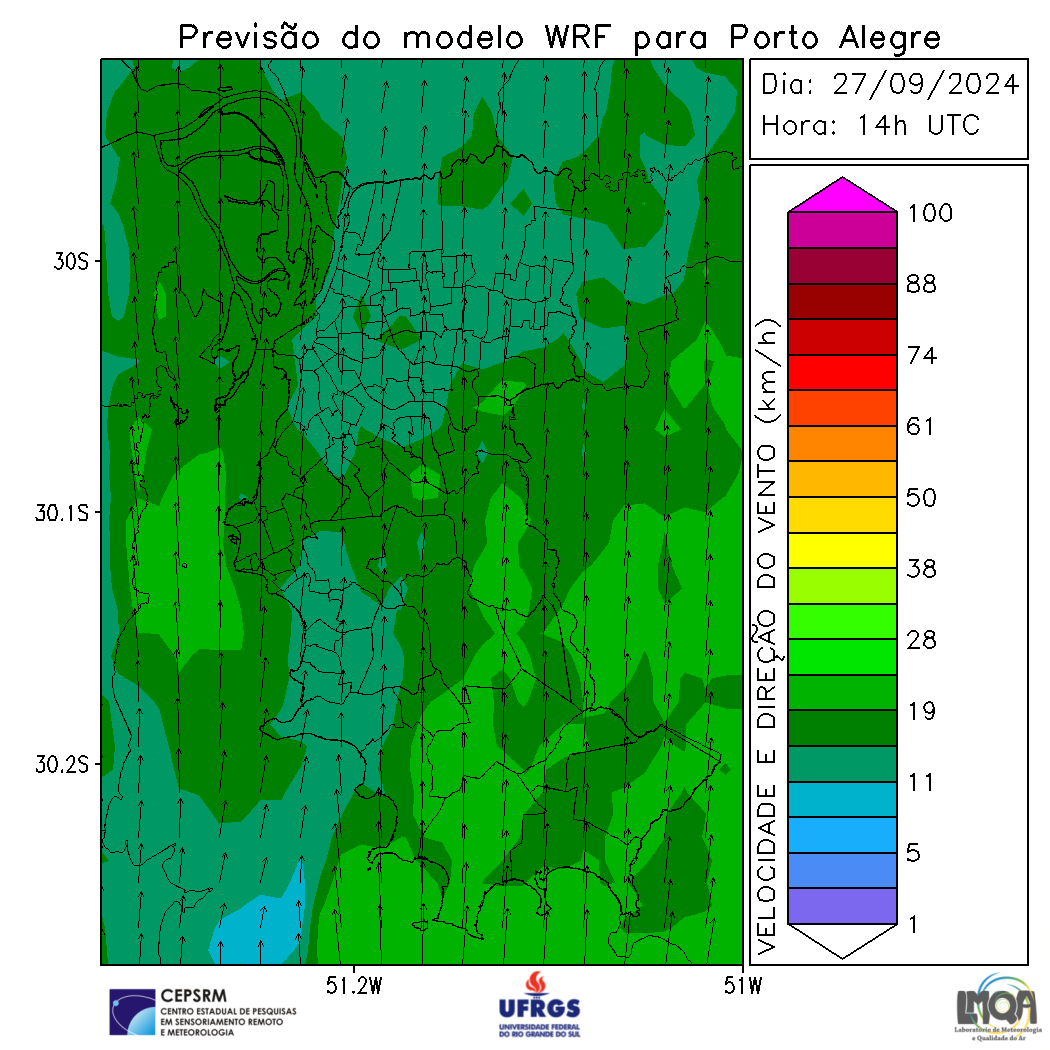 Previsão do modelo WRF para Porto Alegre
Dia: 27/09/2024
Hora: 14h UTC
30S
30.1S
30.2S
51.2W
51W
VELOCIDADE E DIREÇÃO DO VENTO (km/h)
100
88
74
61
50
38
28
19
11
5
1
CEPSRM
CENTRO ESTADUAL DE PESQUISAS
EM SENSORIAMENTO REMOTO
E METEOROLOGIA
UFRGS
UNIVERSIDADE FEDERAL
DO RIO GRANDE DO SUL
LMQA
Laboratório de Meteorologia
e Qualidade do Ar